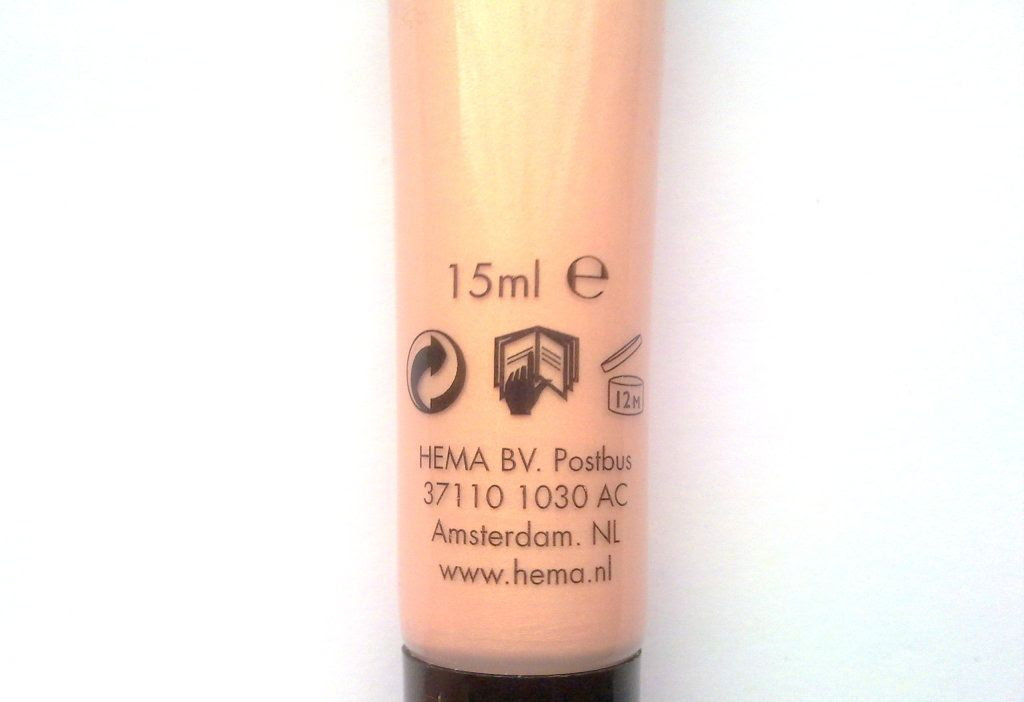 15ml e
12M
HEMA BV. Postbus
37110 1030 AC
Amsterdam. NL
www.hema.nl